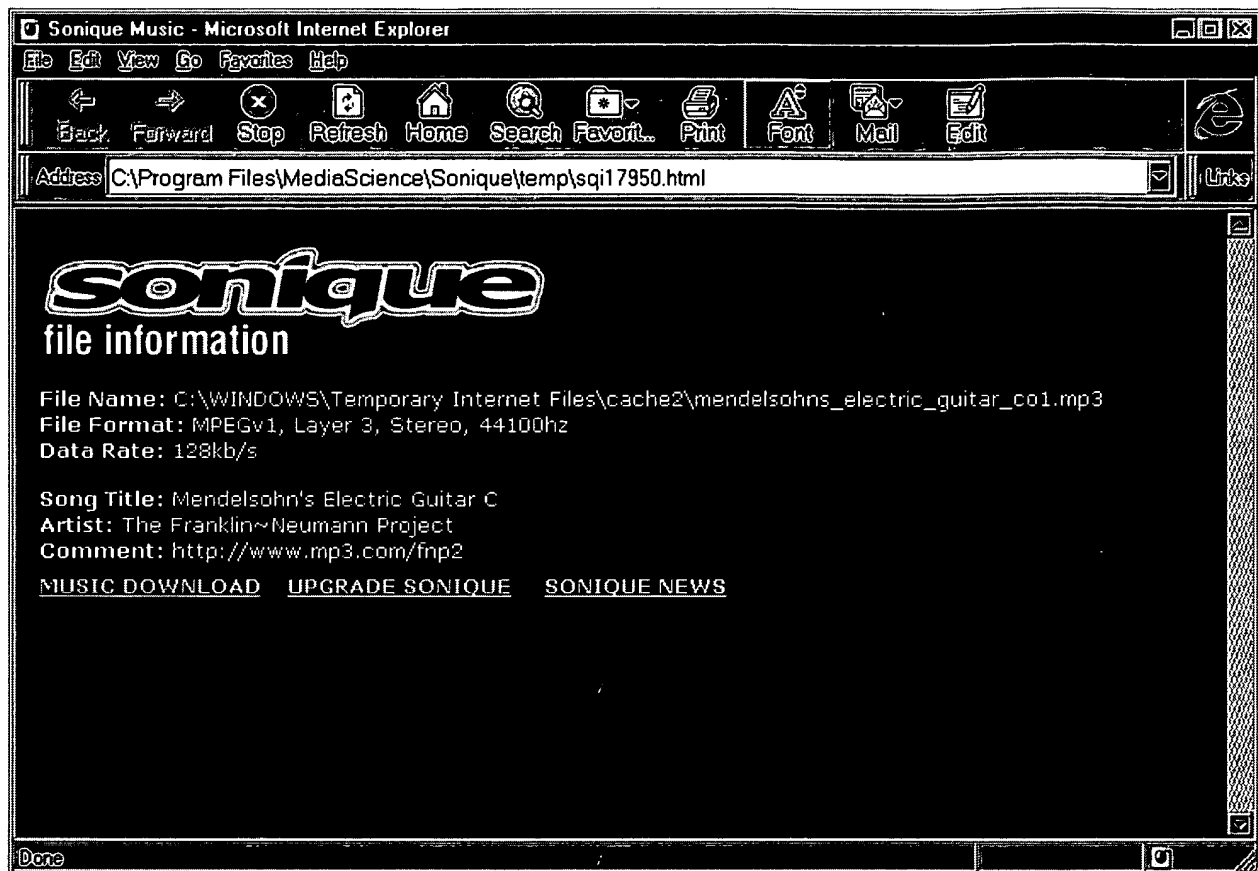 Sonique Music - Microsoft Internet Explorer
File Edit View Go Favorites Help
Back Forward Stop Refresh Home Search Favorit... Print Font Mail Edit
Address C:\Program Files\MediaScience\Sonique\temp\sqi17950.html Links
sonique
file information
File Name: C:\WINDOWS\Temporary Internet Files\cache2\mendelsohns_electric_guitar_co1.mp3
File Format: MPEGv1, Layer 3, Stereo, 44100hz
Data Rate: 128kb/s
Song Title: Mendelsohn's Electric Guitar C
Artist: The Franklin~Neumann Project
Comment: http://www.mp3.com/fnp2
MUSIC DOWNLOAD UPGRADE SONIQUE SONIQUE NEWS
Done